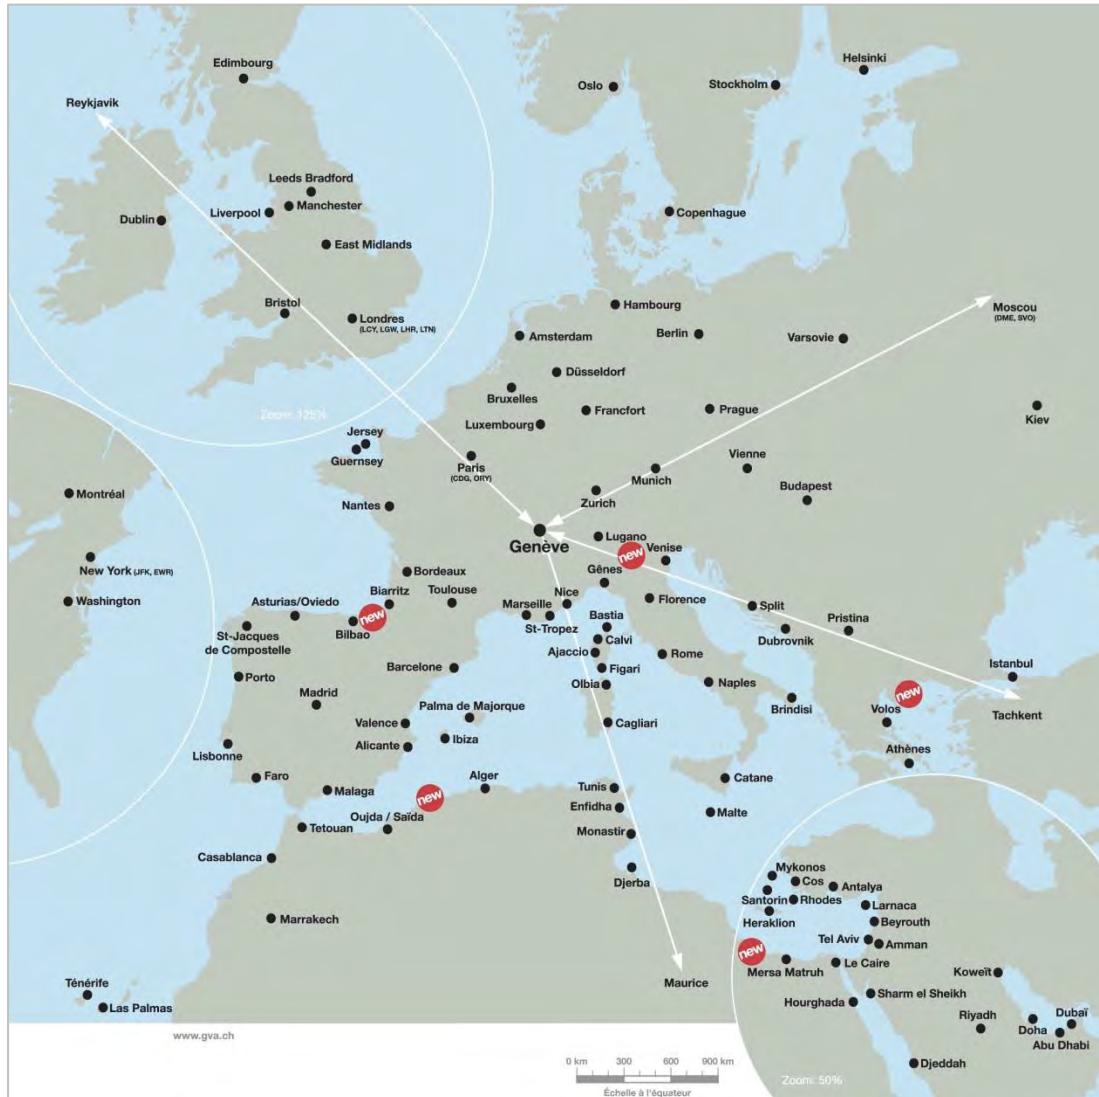 Edimbourg
Oslo
Stockholm
Helsinki
Reykjavik
Leeds Bradford
Manchester
Liverpool
Dublin
East Midlands
Copenhague
Bristol
Londres
(LCY, LGW, LHR, LTN)
Hambourg
Moscou
(DME, SVO)
Amsterdam
Berlin
Varsovie
Düsseldorf
Bruxelles
Francfort
Prague
Zoom: 125%
Kiev
Luxembourg
Jersey
Guernsey
Paris
(CDG, ORY)
Vienne
Munich
Montréal
Zurich
Budapest
Nantes
Genève
Lugano
new
Venise
New York (JFK, EWR)
Gênes
Bordeaux
Washington
Asturias/Oviedo
Biarritz
Toulouse
Nice
Florence
Marseille
St-Tropez
Split
Bastia
Pristina
new
Bilbao
St-Jacques
de Compostelle
Calvi
Dubrovnik
Ajaccio
Rome
Barcelone
Figari
Istanbul
Porto
Olbia
Naples
Madrid
new
Palma de Majorque
Brindisi
Volos
Tachkent
Valence
Cagliari
Ibiza
Alicante
Lisbonne
Athènes
Faro
Alger
Catane
Malaga
new
Tunis
Oujda / Saïda
Enfidha
Malte
Tetouan
Monastir
Casablanca
Djerba
Mykonos
Cos
Antalya
Santorin
Rhodes
Larnaca
Marrakech
Heraklion
Beyrouth
Tel Aviv
Amman
new
Mersa Matruh
Le Caire
Koweït
Ténérife
Maurice
Las Palmas
Hourghada
Sharm el Sheikh
Riyadh
Doha
Dubaï
Abu Dhabi
www.gva.ch
Djeddah
0 km 300 600 900 km
Zoom: 50%
Échelle à l'équateur